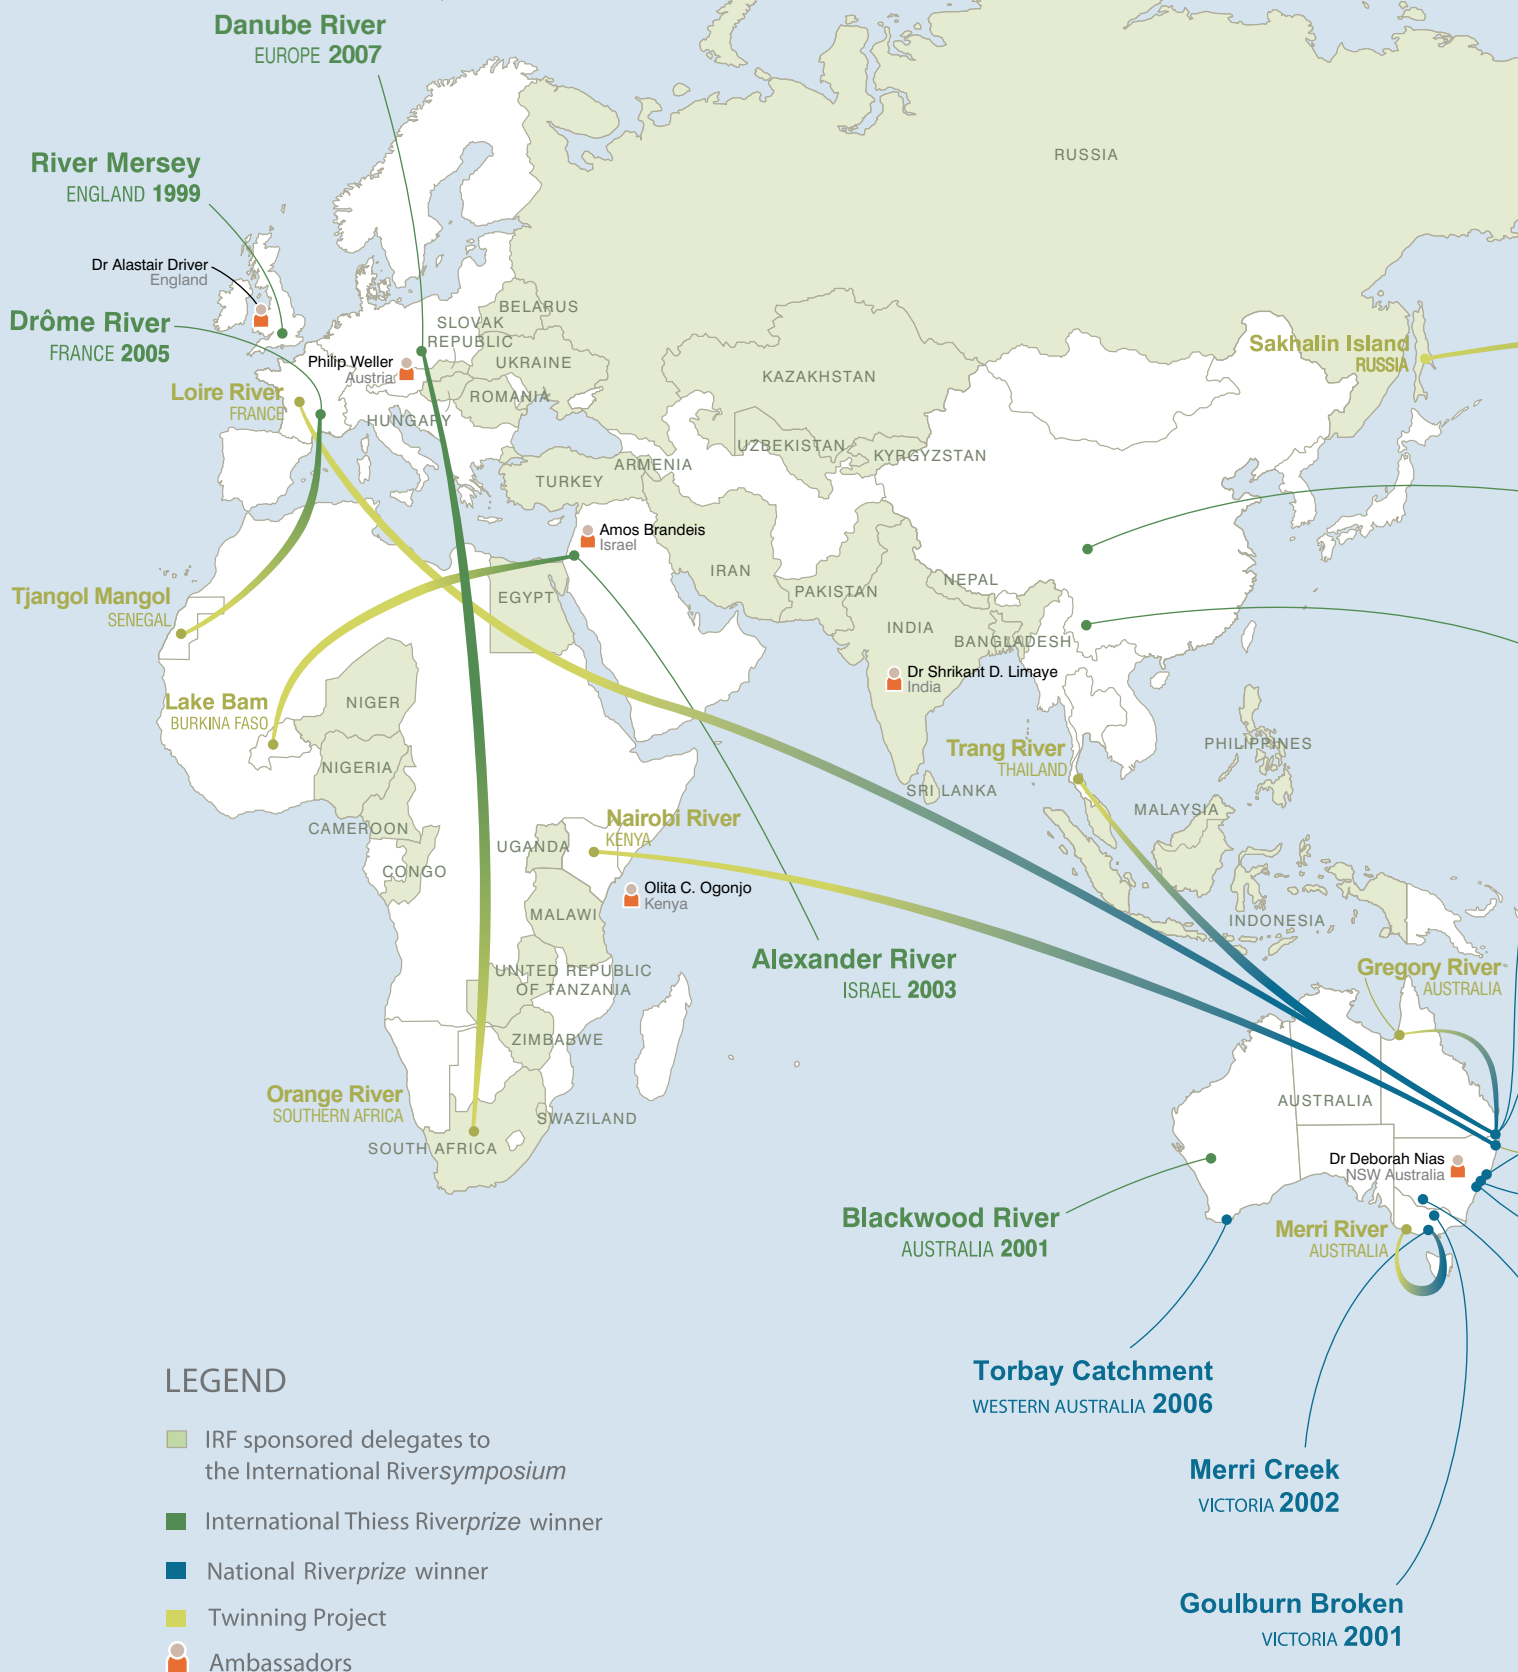 Danube River
EUROPE 2007
River Mersey
ENGLAND 1999
RUSSIA
Dr Alastair Driver
England
Drôme River
FRANCE 2005
BELARUS
SLOVAK
REPUBLIC
UKRAINE
Philip Weller
Austria
Loire River
FRANCE
ROMANIA
HUNGARY
KAZAKHSTAN
Sakhalin Island
RUSSIA
UZBEKISTAN
KYRGYZSTAN
ARMENIA
TURKEY
Amos Brandeis
Israel
IRAN
NEPAL
PAKISTAN
EGYPT
Tjangol Mangol
SENEGAL
INDIA
BANGLADESH
Dr Shrikant D. Limaye
India
Lake Bam
BURKINA FASO
NIGER
NIGERIA
Trang River
THAILAND
PHILIPPINES
SRI LANKA
MALAYSIA
CAMEROON
Nairobi River
KENYA
UGANDA
CONGO
Olita C. Ogonjo
Kenya
MALAWI
INDONESIA
Alexander River
ISRAEL 2003
UNITED REPUBLIC
OF TANZANIA
Gregory River
AUSTRALIA
ZIMBABWE
Orange River
SOUTHERN AFRICA
SWAZILAND
SOUTH AFRICA
AUSTRALIA
Dr Deborah Nias
NSW Australia
Blackwood River
AUSTRALIA 2001
Merri River
AUSTRALIA
Torbay Catchment
WESTERN AUSTRALIA 2006
Merri Creek
VICTORIA 2002
Goulburn Broken
VICTORIA 2001
LEGEND
IRF sponsored delegates to
the International Riversymposium
International Thiess Riverprize winner
National Riverprize winner
Twinning Project
Ambassadors